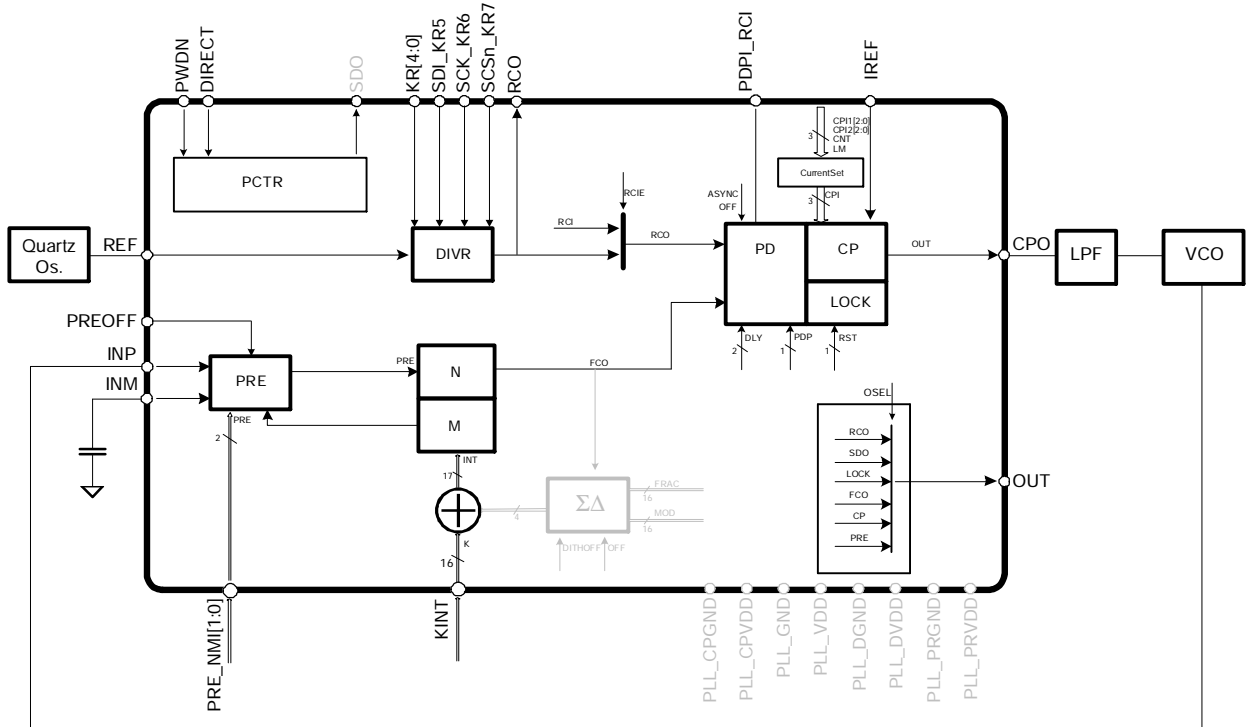 PWDN
DIRECT
SDO
KR[4:0]
SDI_KR5
SCK_KR6
SCSn_KR7
RCO
PDPI_RCI
IREF
CPI1[2:0]
CPI2[2:0]
CNT
LM
3
CurrentSet
3
CPI
PCTR
RCIE
ASYNC
OFF
RCI
RCO
Quartz
Os.
REF
DIVR
PD
CP
OUT
CPO
LPF
VCO
LOCK
PREOFF
DLY
2
PDP
1
RST
1
INP
PRE
PRE
N
FCO
INM
M
PRE
2
OSEL
RCO
SDO
LOCK
FCO
CP
PRE
OUT
INT
17
4
ΣΔ
FRAC
16
MOD
16
K
16
DITHOFF
OFF
PRE_NMI[1:0]
KINT
PLL_CPGND
PLL_CPVDD
PLL_GND
PLL_VDD
PLL_DGND
PLL_DVDD
PLL_PRGND
PLL_PRVDD